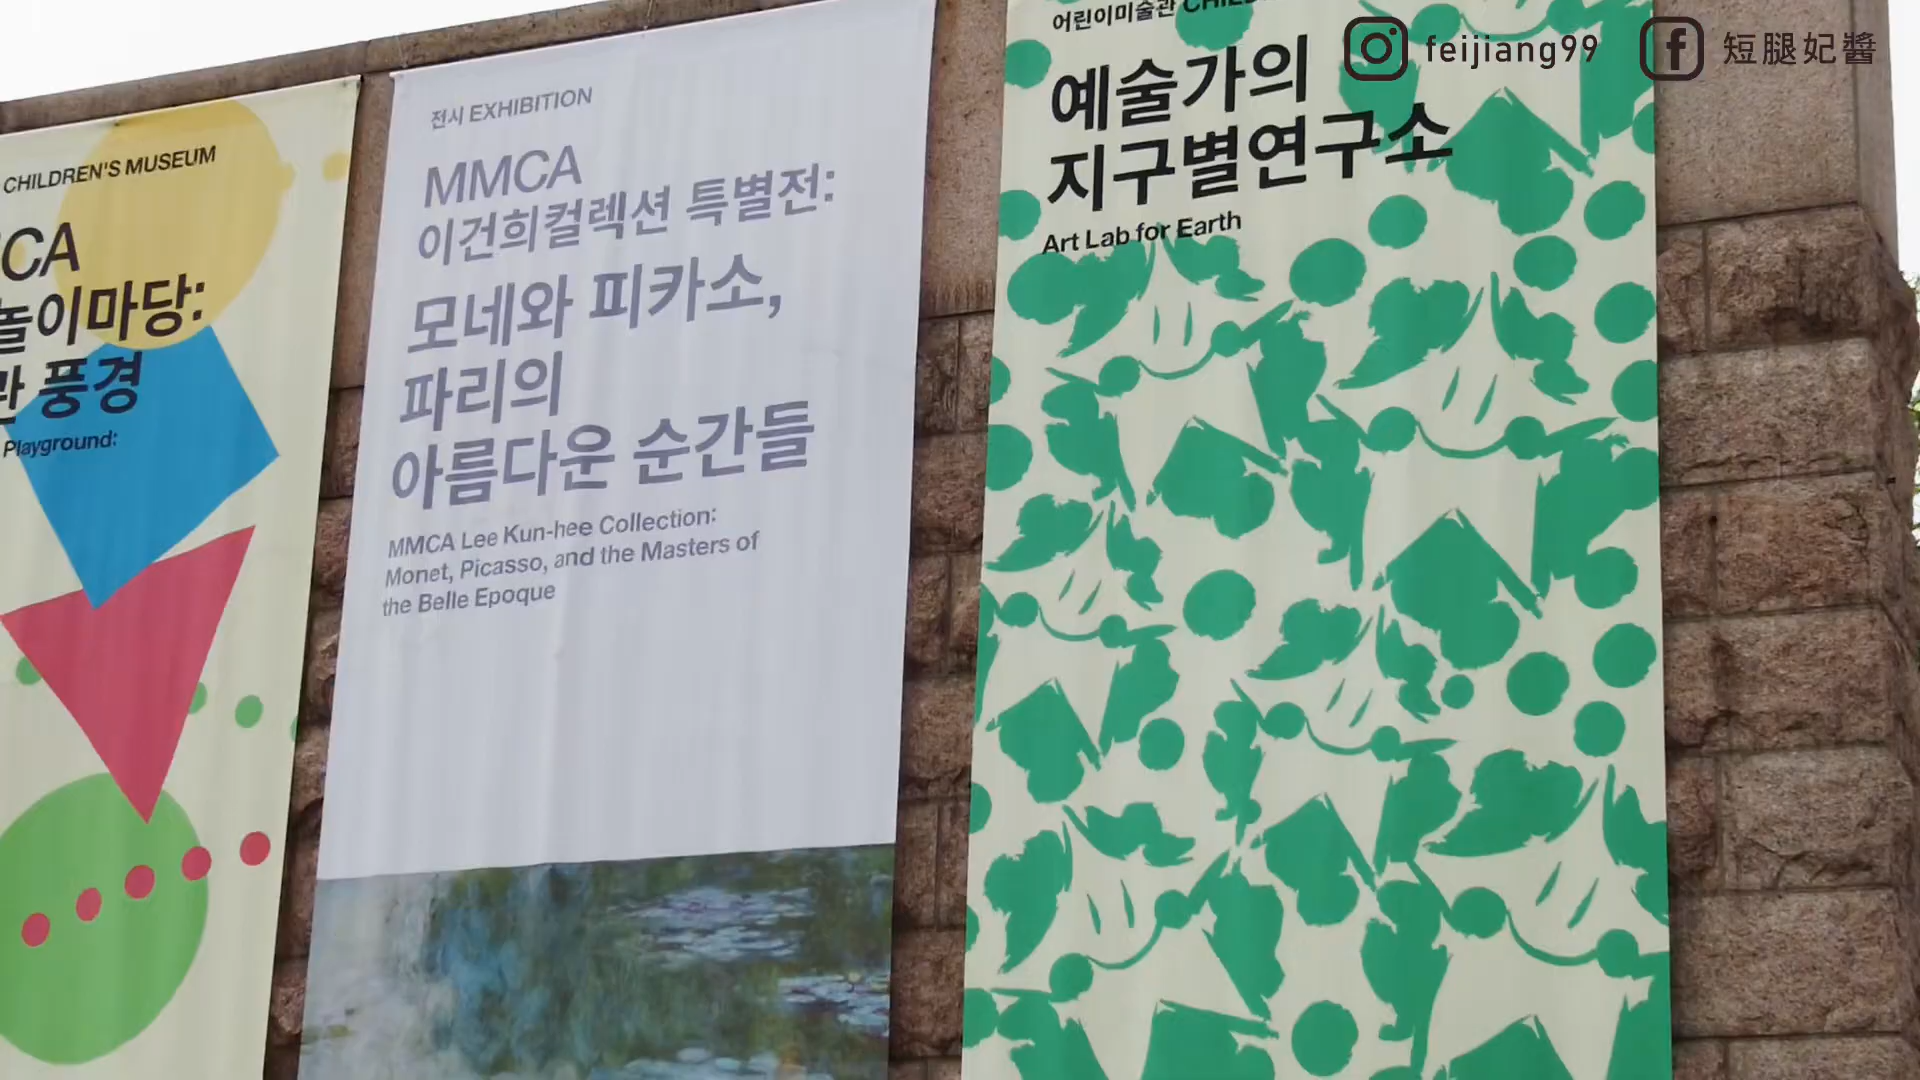 CHILDREN'S MUSEUM
CA
놀이마당:
풍경
Playground:
전시 EXHIBITION
MMCA
이건희컬렉션 특별전:
모네와 피카소,
파리의
아름다운 순간들
MMCA Lee Kun-hee Collection:
Monet, Picasso, and the Masters of
the Belle Epoque
어린이미술관
예술가의
지구별연구소
Art Lab for Earth
feijiang99
短腿妃醬